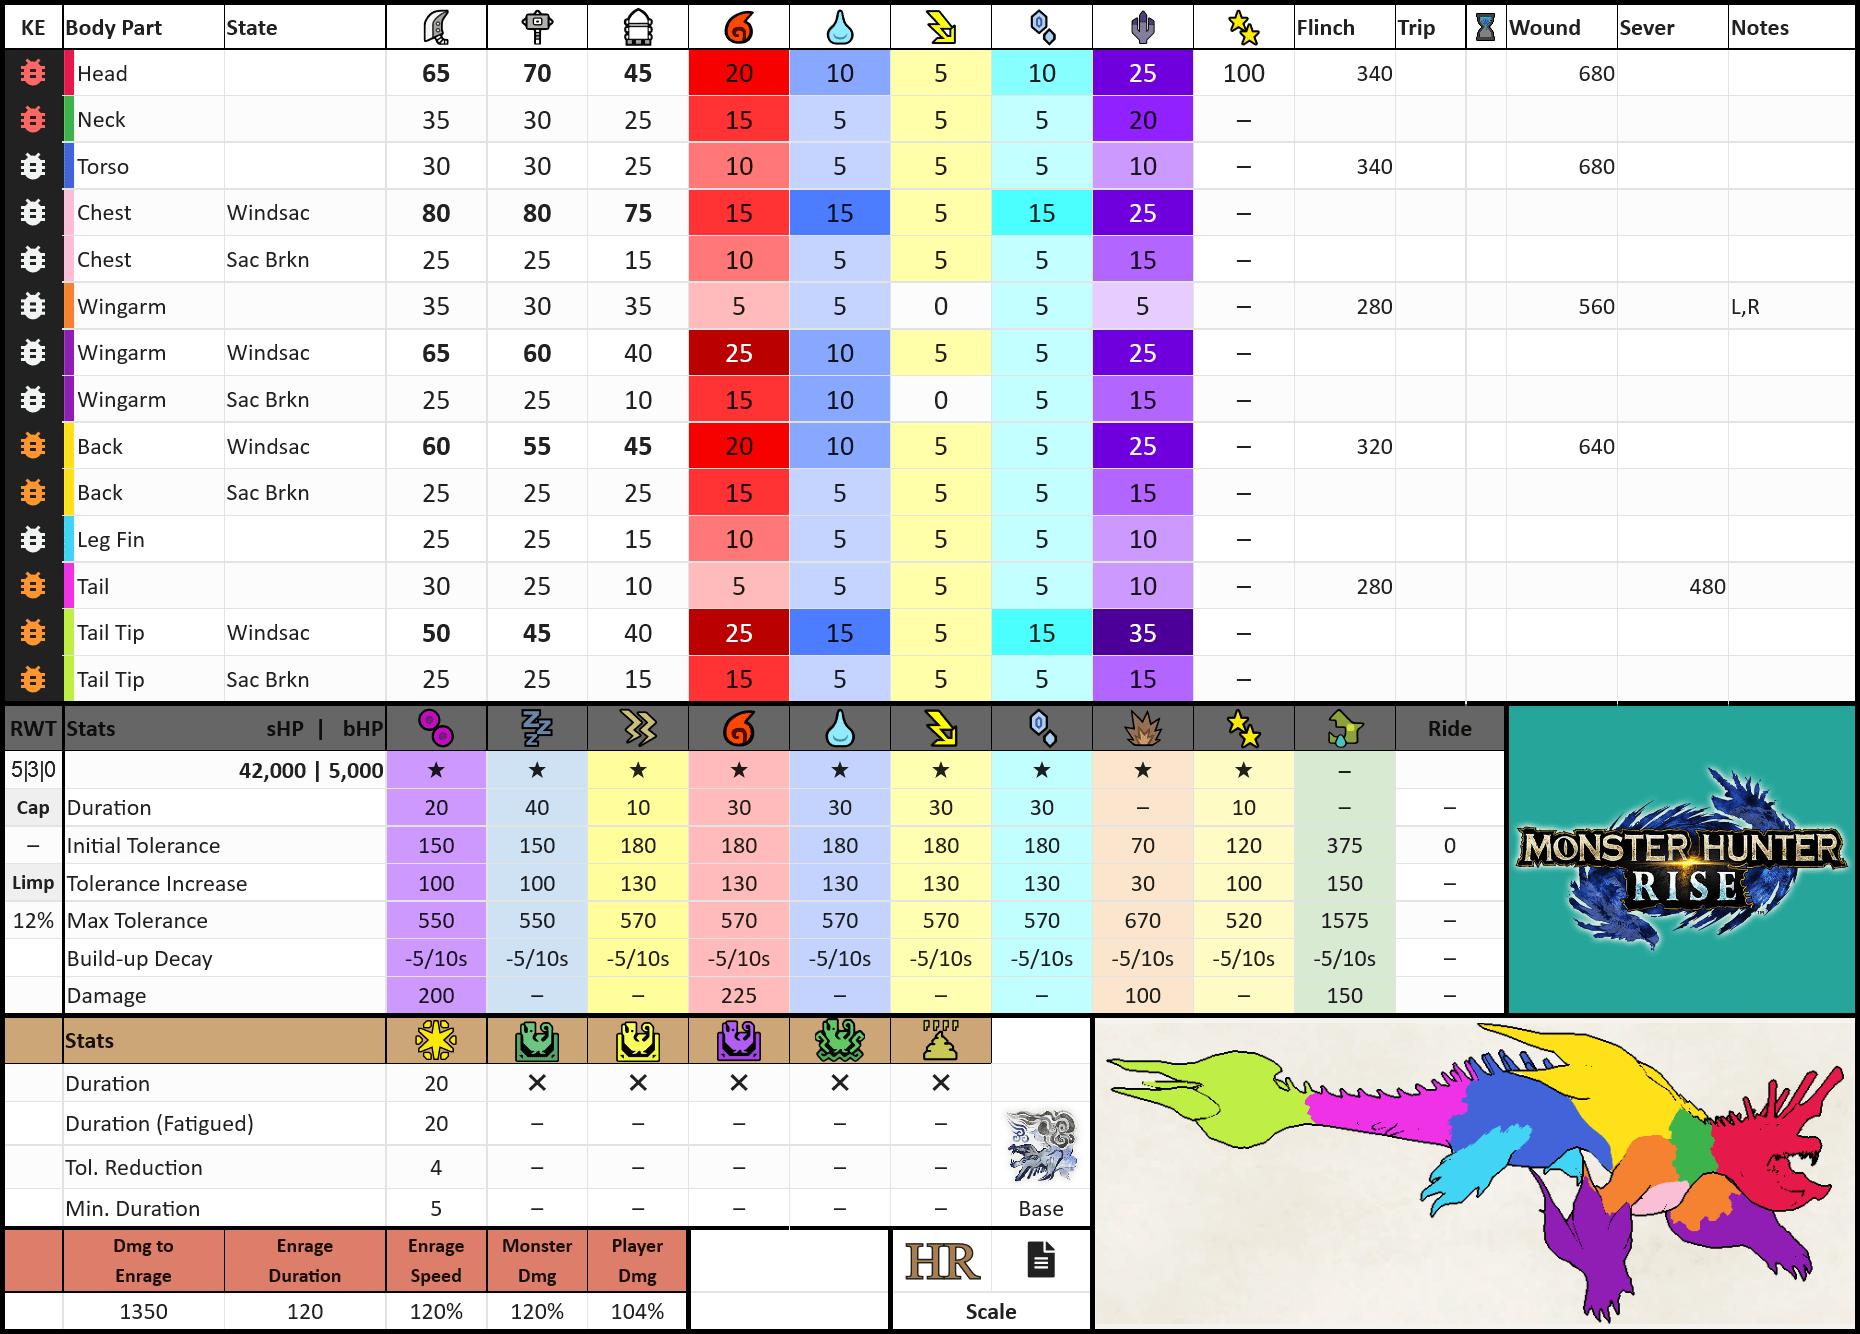 KE Body Part State Flinch Trip Wound Sever Notes
Head 65 70 45 20 10 5 10 25 100 340 680
Neck 35 30 25 15 5 5 5 20 –
Torso 30 30 25 10 5 5 5 10 – 340 680
Chest Windsac 80 80 75 15 15 5 15 25 –
Chest Sac Brkn 25 25 15 10 5 5 5 15 –
Wingarm 35 30 35 5 5 0 5 5 – 280 560 L,R
Wingarm Windsac 65 60 40 25 10 5 5 25 –
Wingarm Sac Brkn 25 25 10 15 10 0 5 15 –
Back Windsac 60 55 45 20 10 5 5 25 – 320 640
Back Sac Brkn 25 25 25 15 5 5 5 15 –
Leg Fin 25 25 15 10 5 5 5 10 –
Tail 30 25 10 5 5 5 5 10 – 280 480
Tail Tip Windsac 50 45 40 25 15 5 15 35 –
Tail Tip Sac Brkn 25 25 15 15 5 5 5 15 –
RWT Stats sHP | bHP Ride
5|3|0 42,000 | 5,000 ★ ★ ★ ★ ★ ★ ★ ★ ★ –
Cap Duration 20 40 10 30 30 30 30 – 10 – –
– Initial Tolerance 150 150 180 180 180 180 180 70 120 375 0
Limp Tolerance Increase 100 100 130 130 130 130 130 30 100 150 –
12% Max Tolerance 550 550 570 570 570 570 570 670 520 1575 –
Build-up Decay -5/10s -5/10s -5/10s -5/10s -5/10s -5/10s -5/10s -5/10s -5/10s -5/10s –
Damage 200 – – 225 – – – 100 – 150 –
MONSTER HUNTER
RISE
™
Stats
Duration 20 ✕ ✕ ✕ ✕ ✕
Duration (Fatigued) 20 – – – – –
Tol. Reduction 4 – – – – –
Min. Duration 5 – – – – – Base
Dmg to Enrage Enrage Monster Player
Enrage Duration Speed Dmg Dmg
HR
1350 120 120% 120% 104% Scale